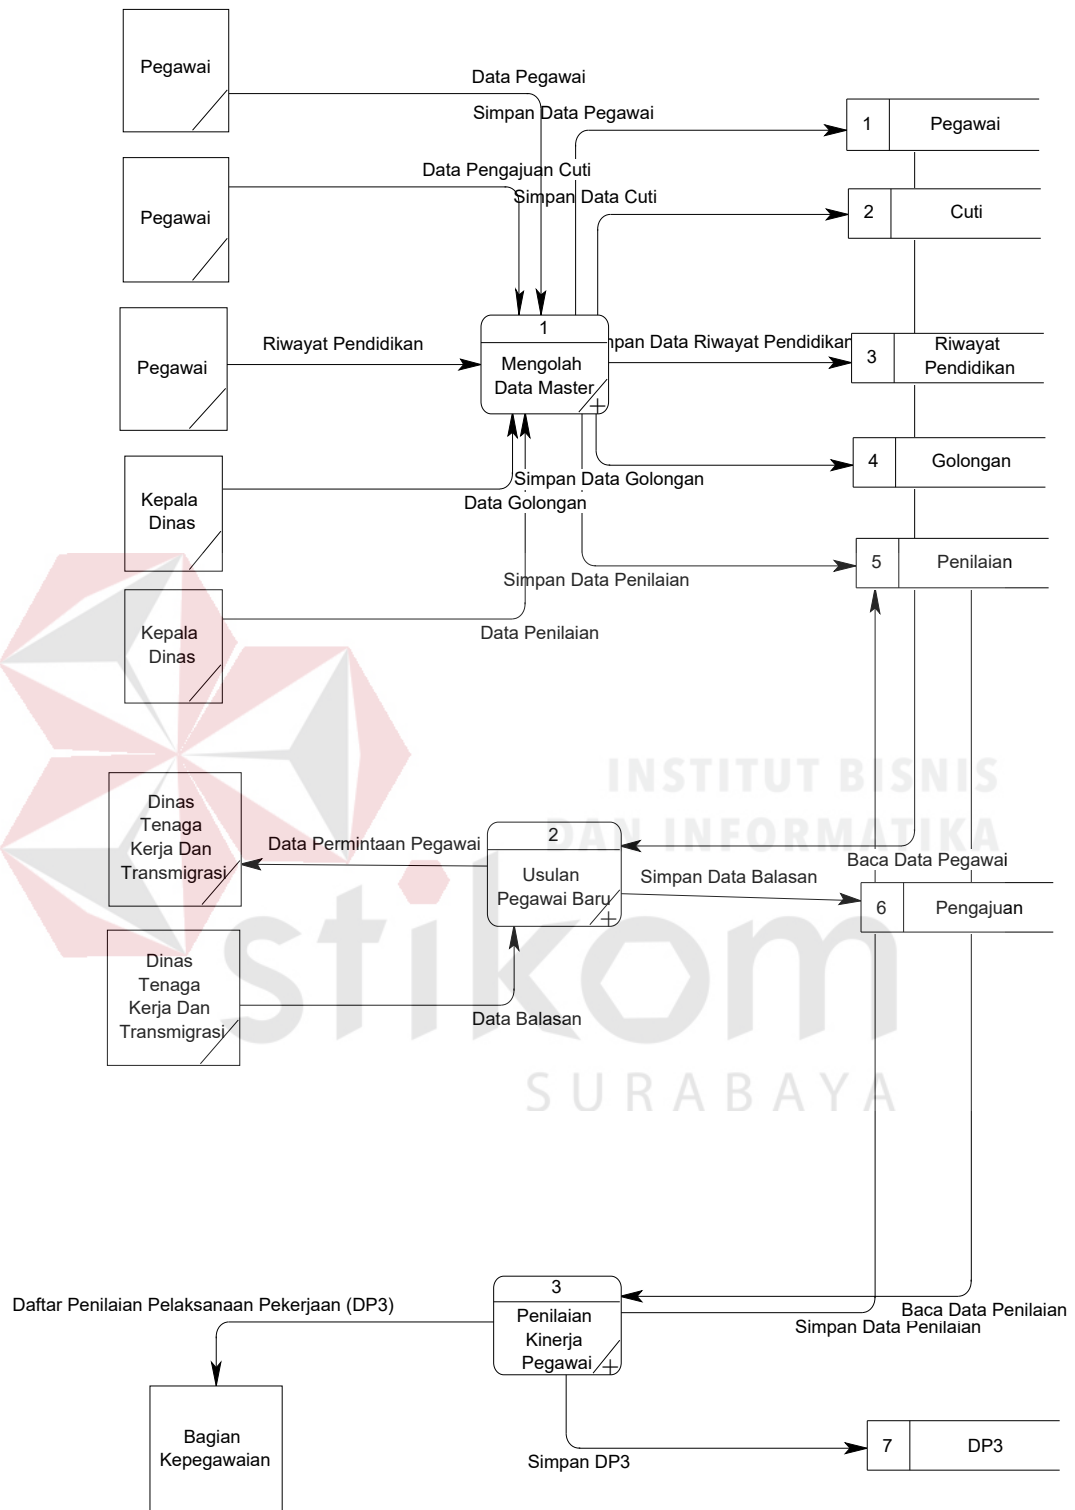 Pegawai
Data Pegawai
Simpan Data Pegawai
1
Pegawai
Pegawai
Data Pengajuan Cuti
Simpan Data Cuti
2
Cuti
Pegawai
Riwayat Pendidikan
1
Mengolah
Data Master
npan Data Riwayat Pendidikan
3
Riwayat
Pendidikan
Kepala
Dinas
Simpan Data Golongan
Data Golongan
4
Golongan
Simpan Data Penilaian
5
Penilaian
Kepala
Dinas
Data Penilaian
INSTITUT BISNIS
DAN INFORMATIKA
Dinas
Tenaga
Kerja Dan
Transmigrasi
Data Permintaan Pegawai
2
Usulan
Pegawai Baru
Baca Data Pegawai
Simpan Data Balasan
6
Pengajuan
stikom
Dinas
Tenaga
Kerja Dan
Transmigrasi
Data Balasan
SURABAYA
Daftar Penilaian Pelaksanaan Pekerjaan (DP3)
3
Penilaian
Kinerja
Pegawai
Baca Data Penilaian
Simpan Data Penilaian
Bagian
Kepegawaian
Simpan DP3
7
DP3